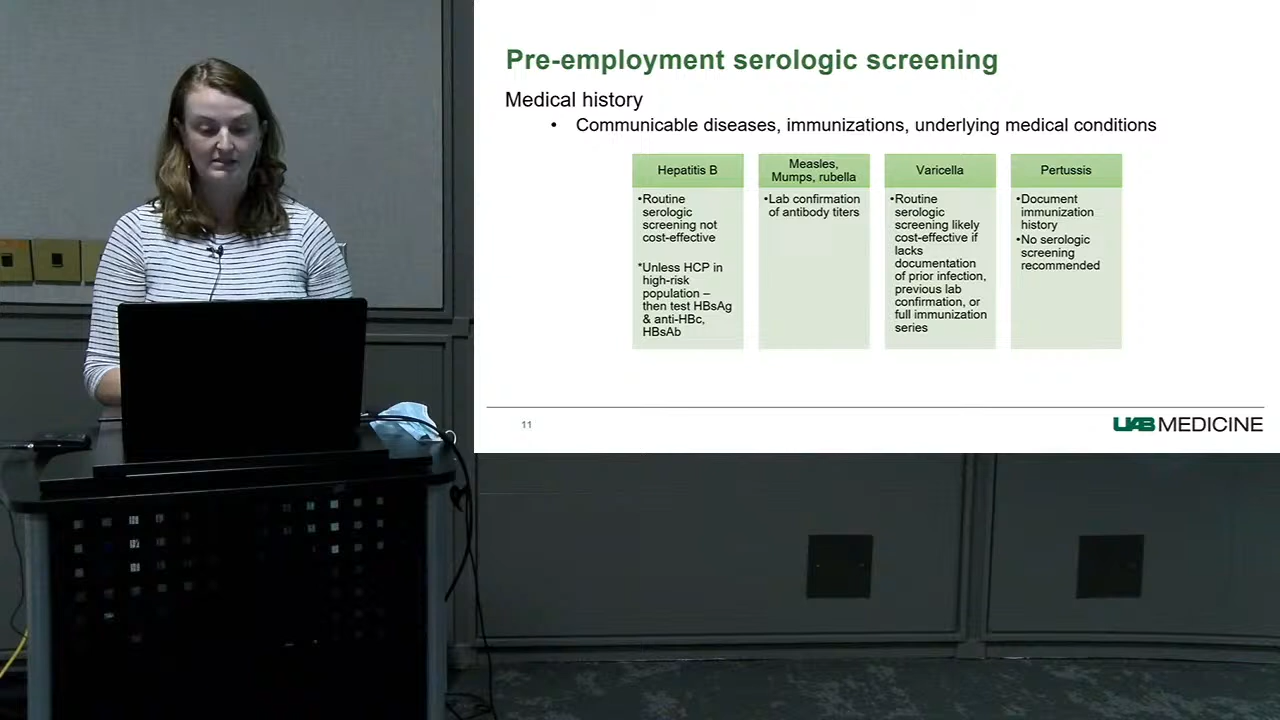 Pre-employment serologic screening
Medical history
• Communicable diseases, immunizations, underlying medical conditions
Hepatitis B
•Routine
serologic
screening not
cost-effective
*Unless HCP in
high-risk
population –
then test HBsAg
& anti-HBc,
HBsAb
Measles,
Mumps, rubella
•Lab confirmation
of antibody titers
Varicella
•Routine
serologic
screening likely
cost-effective if
lacks
documentation
of prior infection,
previous lab
confirmation, or
full immunization
series
Pertussis
•Document
immunization
history
•No serologic
screening
recommended
11
UAB MEDICINE